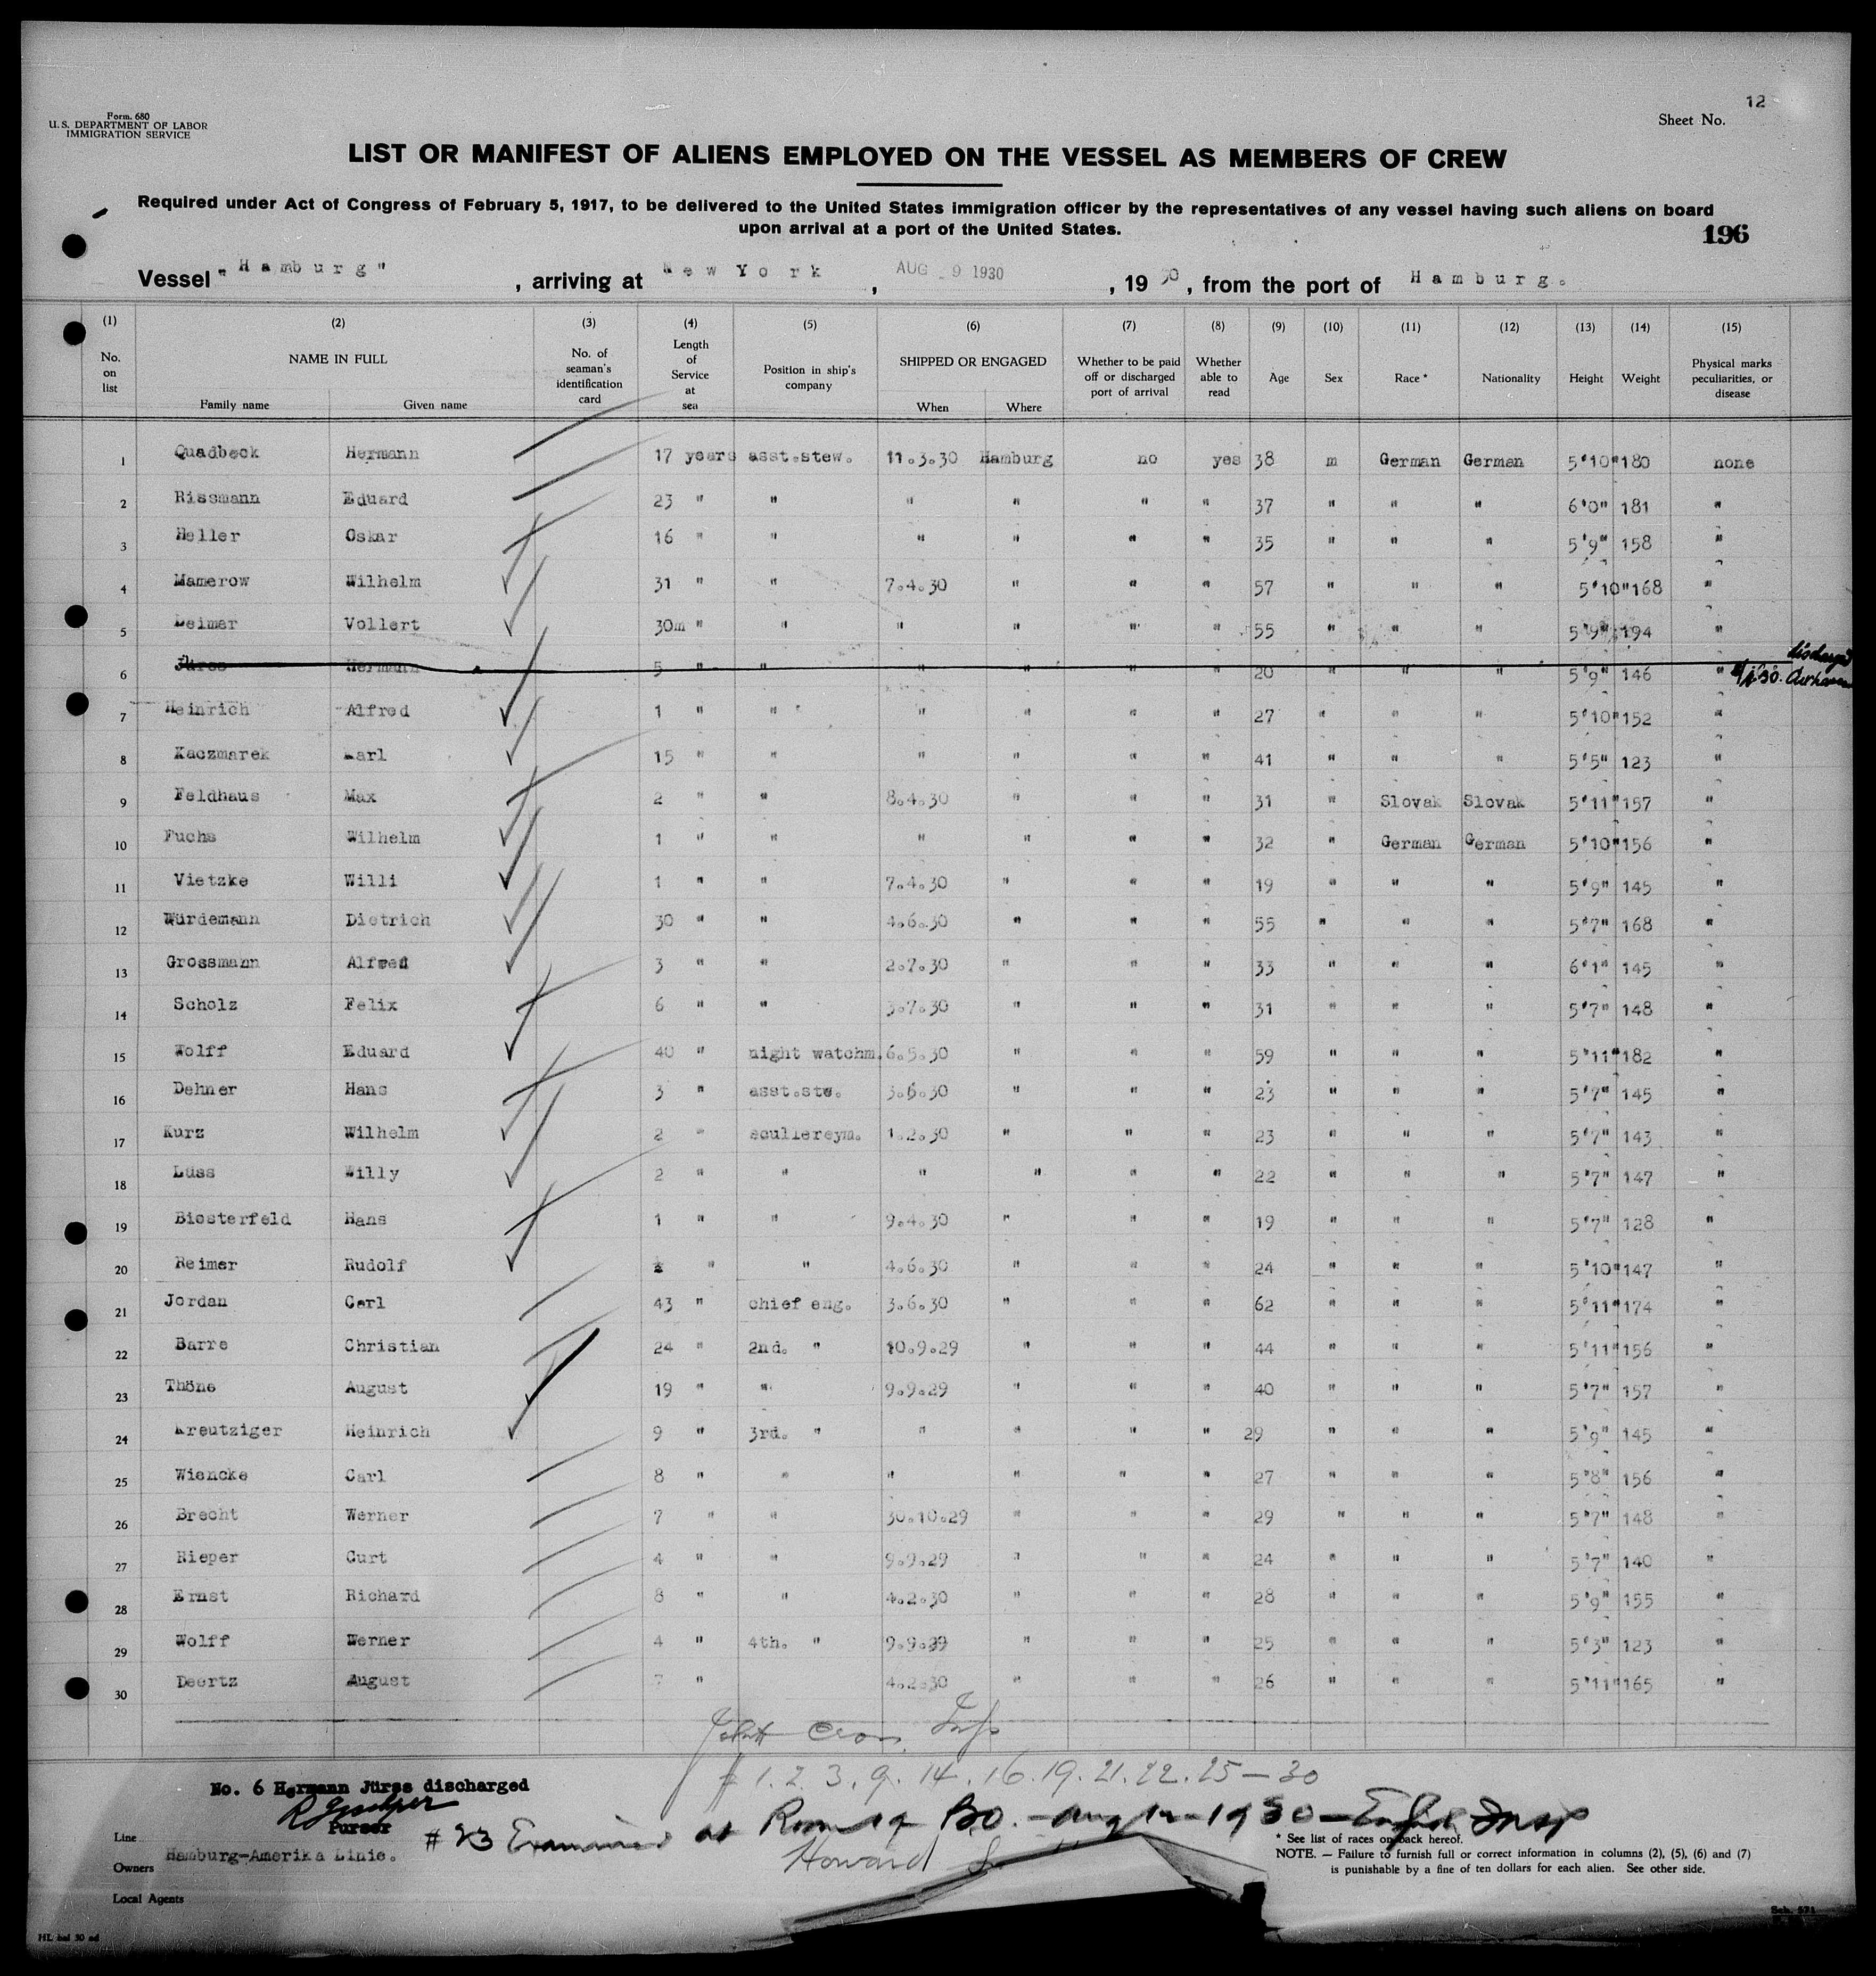 12
Form. 680
U. S. DEPARTMENT OF LABOR
IMMIGRATION SERVICE
Sheet No.
LIST OR MANIFEST OF ALIENS EMPLOYED ON THE VESSEL AS MEMBERS OF CREW
Required under Act of Congress of February 5, 1917, to be delivered to the United States immigration officer by the representatives of any vessel having such aliens on board
upon arrival at a port of the United States.
196
Vessel "Hamburg" , arriving at New York , AUG 9 1930 , 1930 , from the port of Hamburg.
(1) (2) (3) (4) (5) (6) (7) (8) (9) (10) (11) (12) (13) (14) (15)
No. on list NAME IN FULL Family name Given name No. of seaman's identification card Length of Service at sea Position in ship's company SHIPPED OR ENGAGED When Where Whether to be paid off or discharged port of arrival Whether able to read Age Sex Race * Nationality Height Weight Physical marks peculiarities, or disease
1 Quadbeck Hermann 17 years asst.stew. 11.3.30 Hamburg no yes 38 m German German 5'10" 180 none
2 Rissmann Eduard 23 " " " " " " 37 " " " 6'0" 181 "
3 Heller Oskar 16 " " " " " " 35 " " " 5'9" 158 "
4 Mamerow Wilhelm 31 " " 7.4.30 " " " 57 " " " 5'10" 168 "
5 Leimer Vollert 30m " " " " " " 55 " " " 5'9" 194 "
6 Jürss Hermann 5 " " " " " 20 " " " 5'9" 146 " discharged
7 Heinrich Alfred 1 " " " " " " 27 " " " 5'10" 152 "
8 Kaczmarek Karl 15 " " " " " " 41 " " " 5'5" 123 "
9 Feldhaus Max 2 " " 8.4.30 " " " 31 " Slovak Slovak 5'11" 157 "
10 Fuchs Wilhelm 1 " " " " " " 32 " German German 5'10" 156 "
11 Vietzke Willi 1 " " 7.4.30 " " " 19 " " " 5'9" 145 "
12 Würdemann Dietrich 30 " " 4.6.30 " " " 55 " " " 5'7" 168 "
13 Grossmann Alfred 3 " " 2.7.30 " " " 33 " " " 6'1" 145 "
14 Scholz Felix 6 " " 3.7.30 " " " 31 " " " 5'7" 148 "
15 Wolff Eduard 40 " night watchm. 6.5.30 " " " 59 " " " 5'11" 182 "
16 Dehner Hans 3 " asst.stw. 3.6.30 " " " 23 " " " 5'7" 145 "
17 Kurz Wilhelm 2 " scullereym. 1.2.30 " " " 23 " " " 5'7" 143 "
18 Luss Willy 2 " " " " " " 22 " " " 5'7" 147 "
19 Biosterfeld Hans 1 " " 9.4.30 " " " 19 " " " 5'7" 128 "
20 Reimer Rudolf " " 4.6.30 " " " 24 " " " 5'10" 147 "
21 Jordan Carl 43 " chief eng. 3.6.30 " " " 62 " " " 5'11" 174 "
22 Barre Christian 24 " 2nd. " 10.9.29 " " " 44 " " " 5'11" 156 "
23 Thöne August 19 " " 9.9.29 " " " 40 " " " 5'7" 157 "
24 Kreutziger Heinrich 9 " 3rd. " " " " " 29 " " " 5'9" 145 "
25 Wiencke Carl 8 " " " " " " 27 " " " 5'8" 156 "
26 Brecht Werner 7 " " 30.10.29 " " " 29 " " " 5'7" 148 "
27 Rieper Curt 4 " " 9.9.29 " " " 24 " " " 5'7" 140 "
28 Ernst Richard 8 " " 4.2.30 " " " 28 " " " 5'9" 155 "
29 Wolff Werner 4 " 4th. " 9.9.29 " " " 25 " " " 5'3" 123 "
30 Deertz August 7 " 4.2.30 " " " 26 " " " 5'11" 165 "
Insp
# 1. 2. 3. 9. 14. 16. 19. 21. 22. 25 — 30
No. 6 Hermann Jürss discharged
Purser
# 23 Examined at Room BO. - Aug 1930 - Insp
Howard
Line
Owners Hamburg-Amerika Linie.
Local Agents
* See list of races on back hereof.
NOTE. — Failure to furnish full or correct information in columns (2), (5), (6) and (7)
is punishable by a fine of ten dollars for each alien. See other side.
Sch. 571